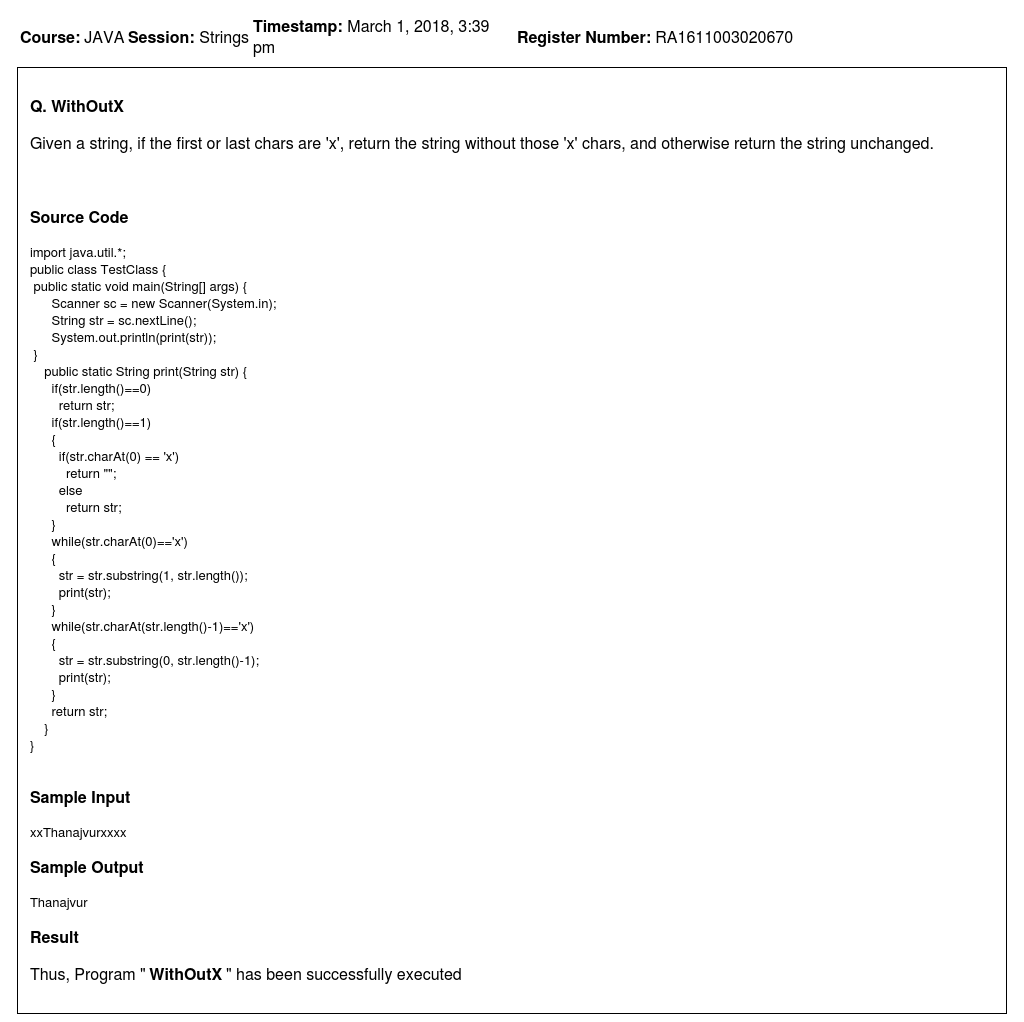 Course: JAVA Session: Strings Timestamp: March 1, 2018, 3:39 pm Register Number: RA1611003020670
Q. WithOutX
Given a string, if the first or last chars are 'x', return the string without those 'x' chars, and otherwise return the string unchanged.
Source Code
import java.util.*;
public class TestClass {
 public static void main(String[] args) {
      Scanner sc = new Scanner(System.in);
      String str = sc.nextLine();
      System.out.println(print(str));
 }
    public static String print(String str) {
      if(str.length()==0)
        return str;
      if(str.length()==1)
      {
        if(str.charAt(0) == 'x')
          return "";
        else
          return str;
      }
      while(str.charAt(0)=='x')
      {
        str = str.substring(1, str.length());
        print(str);
      }
      while(str.charAt(str.length()-1)=='x')
      {
        str = str.substring(0, str.length()-1);
        print(str);
      }
      return str;
    }
}
Sample Input
xxThanajvurxxxx
Sample Output
Thanajvur
Result
Thus, Program " WithOutX " has been successfully executed